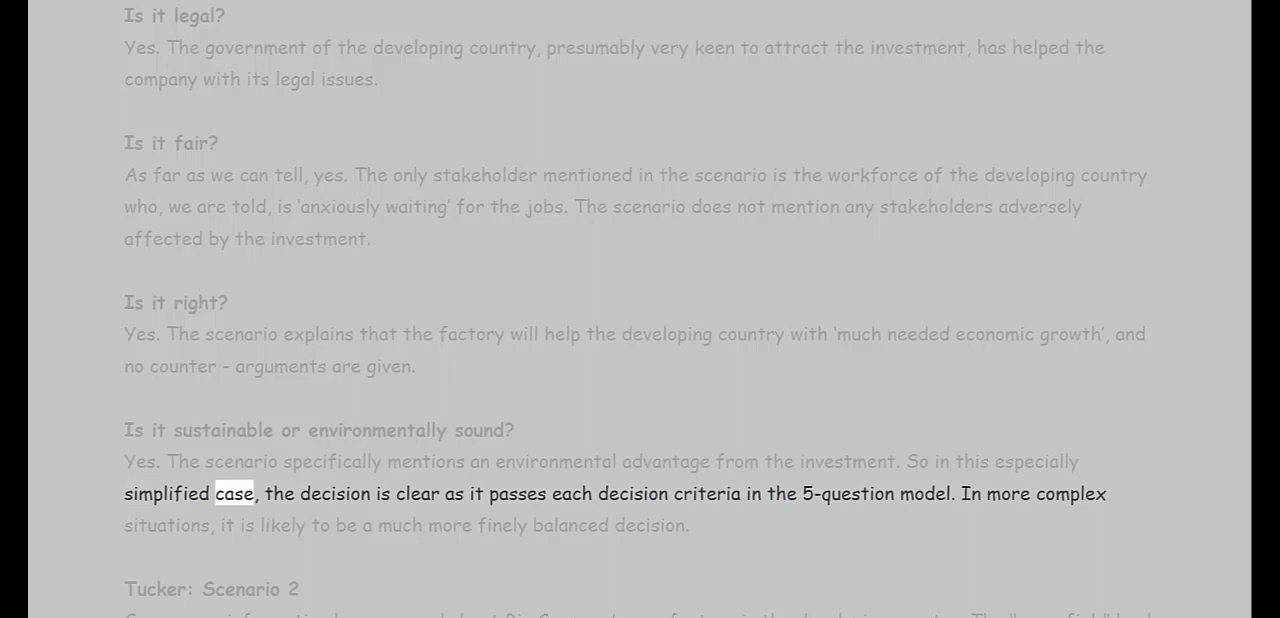 Is it legal?
Yes. The government of the developing country, presumably very keen to attract the investment, has helped the
company with its legal issues.
Is it fair?
As far as we can tell, yes. The only stakeholder mentioned in the scenario is the workforce of the developing country
who, we are told, is ‘anxiously waiting’ for the jobs. The scenario does not mention any stakeholders adversely
affected by the investment.
Is it right?
Yes. The scenario explains that the factory will help the developing country with ‘much needed economic growth’, and
no counter - arguments are given.
Is it sustainable or environmentally sound?
Yes. The scenario specifically mentions an environmental advantage from the investment. So in this especially
simplified case, the decision is clear as it passes each decision criteria in the 5-question model. In more complex
situations, it is likely to be a much more finely balanced decision.
Tucker: Scenario 2